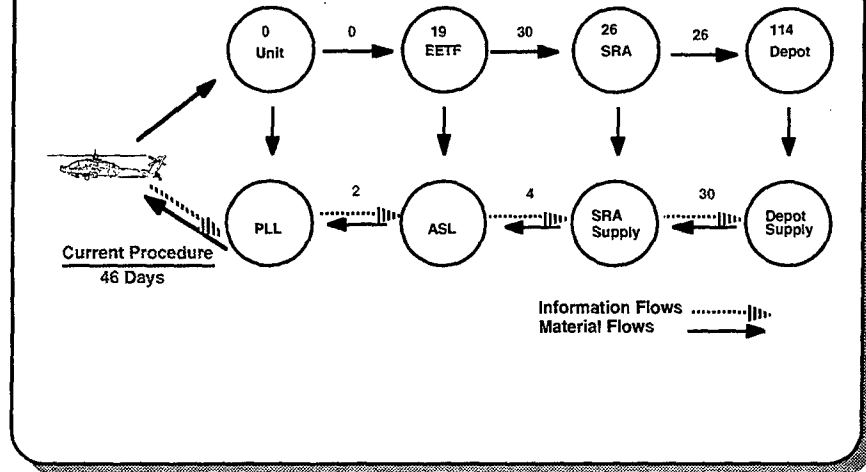 0
Unit
0
19
EETF
30
26
SRA
26
114
Depot
PLL
2
ASL
4
SRA
Supply
30
Depot
Supply
Current Procedure
46 Days
Information Flows
Material Flows